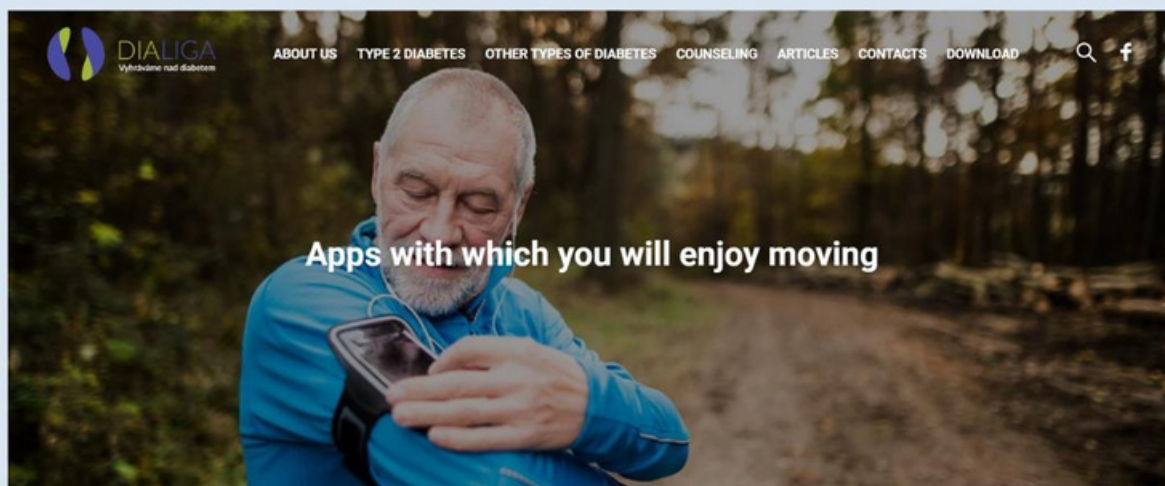 DIALIGA
Vyhráváme nad diabetem
ABOUT US TYPE 2 DIABETES OTHER TYPES OF DIABETES COUNSELING ARTICLES CONTACTS DOWNLOAD
Apps with which you will enjoy moving